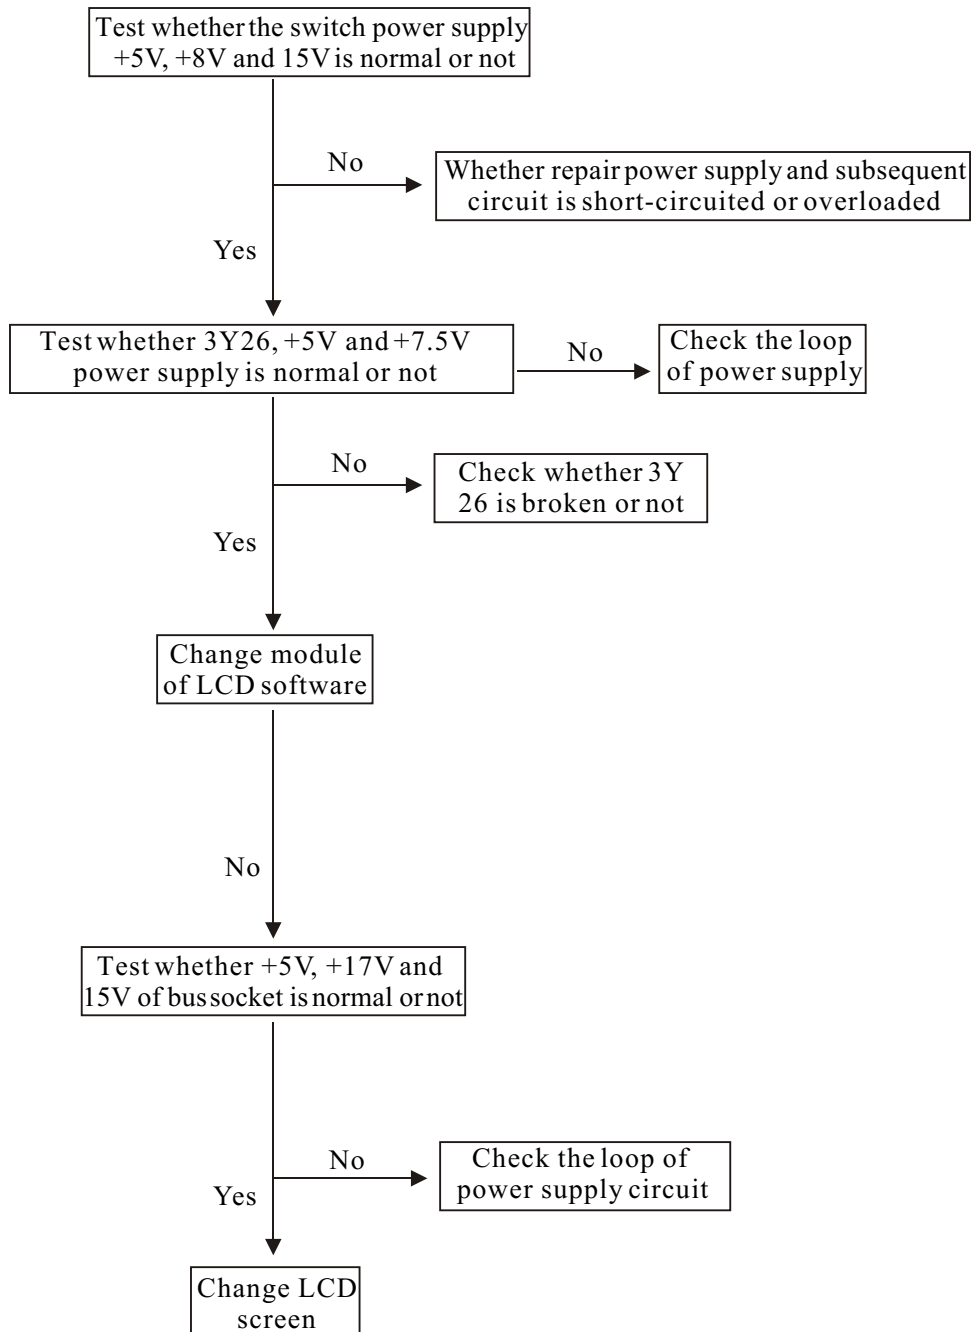 Test whether the switch power supply
+5V, +8V and 15V is normal or not
No
Whether repair power supply and subsequent
circuit is short-circuited or overloaded
Yes
Test whether 3Y26, +5V and +7.5V
power supply is normal or not
No
Check the loop
of power supply
No
Check whether 3Y
26 is broken or not
Yes
Change module
of LCD software
No
Test whether +5V, +17V and
15V of bus socket is normal or not
No
Check the loop of
power supply circuit
Yes
Change LCD
screen